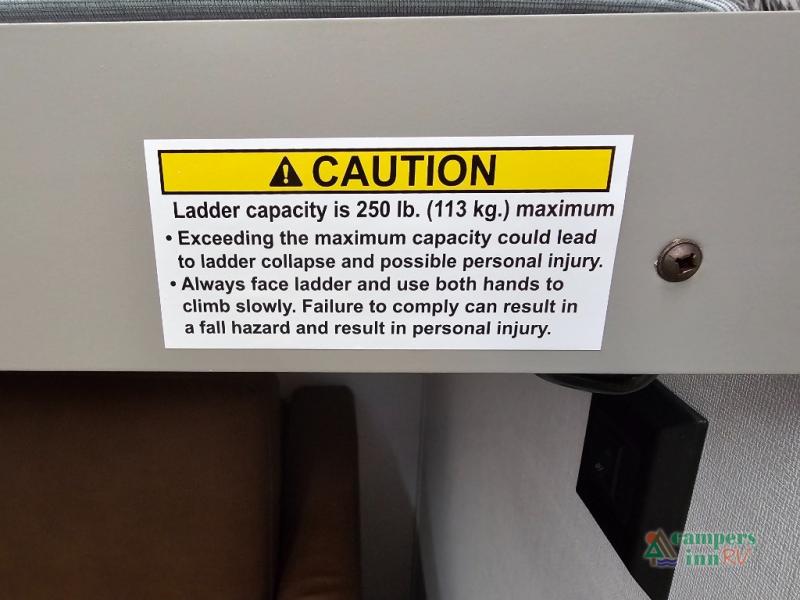 CAUTION
Ladder capacity is 250 lb. (113 kg.) maximum
• Exceeding the maximum capacity could lead
to ladder collapse and possible personal injury.
• Always face ladder and use both hands to
climb slowly. Failure to comply can result in
a fall hazard and result in personal injury.
campers
inn RV